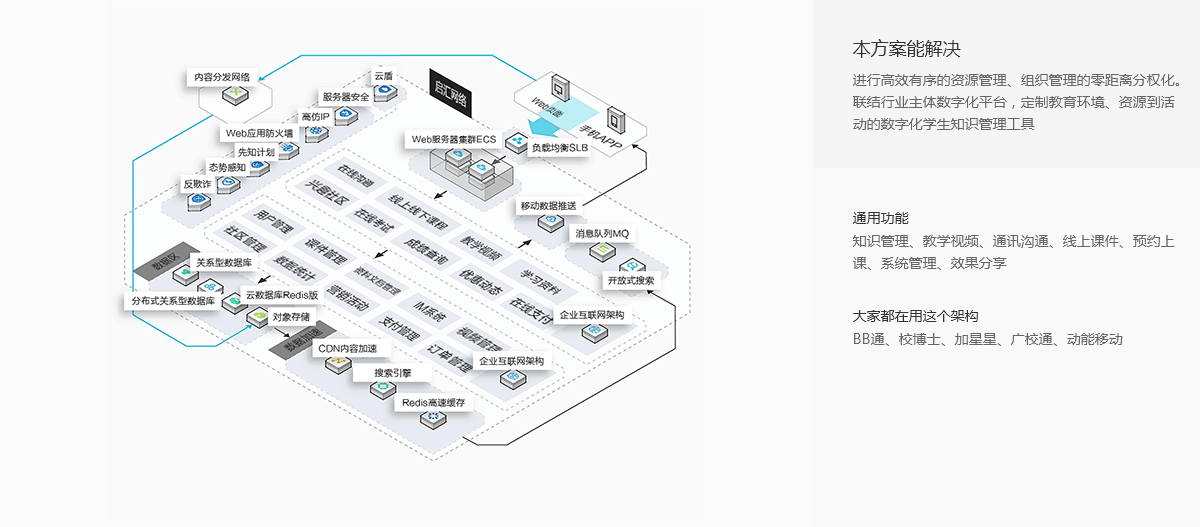 内容分发网络
云盾
服务器安全
高仿IP
Web应用防火墙
先知计划
态势感知
反欺诈
启汇网络
Web页面
手机APP
Web服务器集群ECS
负载均衡SLB
移动数据推送
消息队列MQ
开放式搜索
在线沟通
兴趣社区
线上线下课程
在线考试
教学视频
成绩查询
学习资料
优惠动态
在线支付
用户管理
社区管理
课件管理
数据统计
资料文档管理
营销活动
IM系统
支付管理
视频管理
订单管理
企业互联网架构
企业互联网架构
数据区
关系型数据库
分布式关系型数据库
云数据库Redis版
对象存储
数据加速
CDN内容加速
搜索引擎
Redis高速缓存
本方案能解决
进行高效有序的资源管理、组织管理的零距离分权化。
联结行业主体数字化平台，定制教育环境、资源到活
动的数字化学生知识管理工具
通用功能
知识管理、教学视频、通讯沟通、线上课件、预约上
课、系统管理、效果分享
大家都在用这个架构
BB通、校博士、加星星、广校通、动能移动